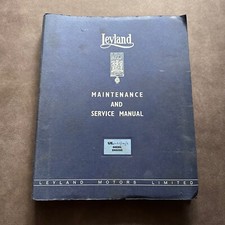 Leyland
MAINTENANCE
AND
SERVICE MANUAL
LEYLAND MOTORS LIMITED